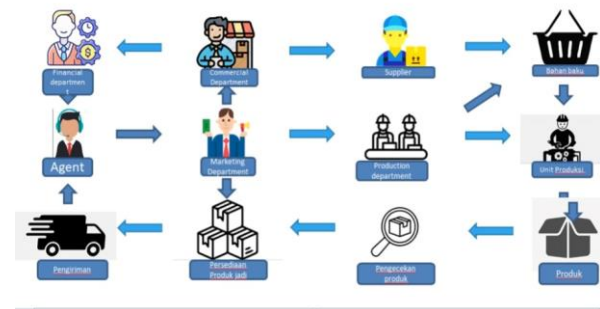 Financial
departmen
t
Commercial
Department
Supplier
Bahan baku
Agent
Marketing
Department
Production
department
Unit Produksi
Pengiriman
Persediaan
Produk jadi
Pengecekan
produk
Produk